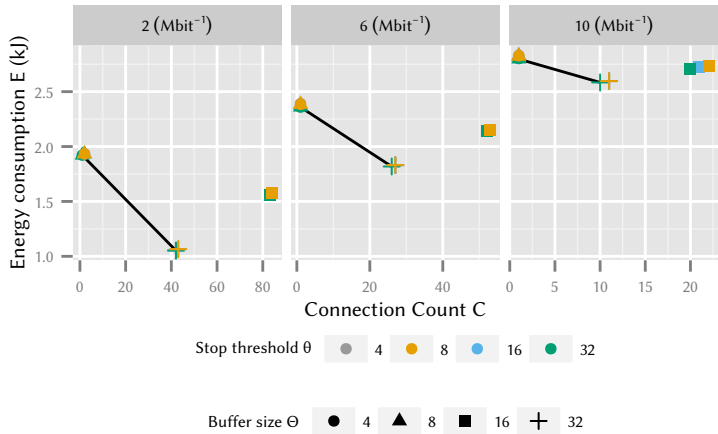 2 (Mbit⁻¹) 6 (Mbit⁻¹) 10 (Mbit⁻¹)
Energy consumption E (kJ)
2.5
2.0
1.5
1.0
0 20 40 60 80 0 20 40 0 5 10 15 20
Connection Count C
Stop threshold θ 4 8 16 32
Buffer size Θ 4 8 16 32